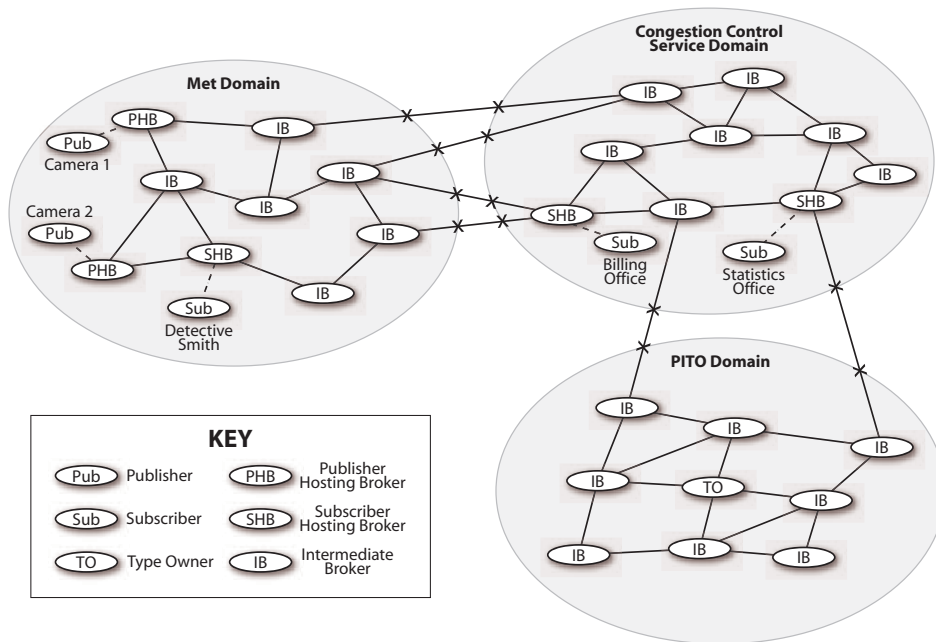 Congestion Control
Service Domain
Met Domain
IB
IB
PHB
IB
Pub
Camera 1
IB
IB
IB
IB
IB
IB
IB
Camera 2
Pub
IB
SHB
IB
SHB
PHB
SHB
IB
Sub
Billing
Office
Sub
Statistics
Office
Sub
Detective
Smith
PITO Domain
IB
IB
IB
IB
TO
IB
IB
IB
IB
KEY
Pub Publisher
PHB Publisher
Hosting Broker
Sub Subscriber
SHB Subscriber
Hosting Broker
TO Type Owner
IB Intermediate
Broker